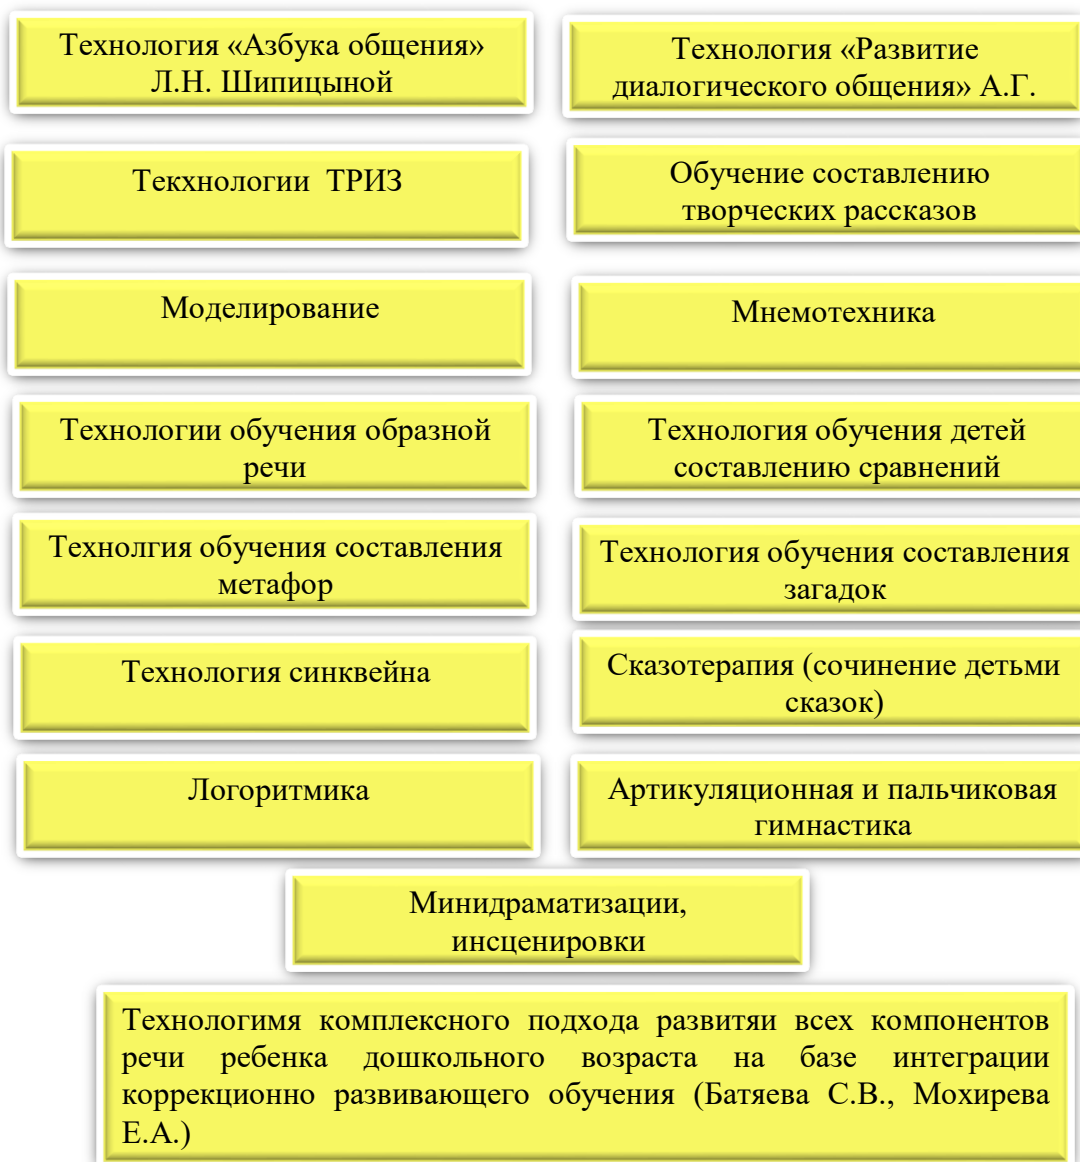 Технология «Азбука общения»
Л.Н. Шипицыной
Технология «Развитие
диалогического общения» А.Г.
Текхнологии ТРИЗ
Обучение составлению
творческих рассказов
Моделирование
Мнемотехника
Технологии обучения образной
речи
Технология обучения детей
составлению сравнений
Технолгия обучения составления
метафор
Технология обучения составления
загадок
Технология синквейна
Сказотерапия (сочинение детьми
сказок)
Логоритмика
Артикуляционная и пальчиковая
гимнастика
Минидраматизации,
инсценировки
Технологимя комплексного подхода развитяи всех компонентов
речи ребенка дошкольного возраста на базе интеграции
коррекционно развивающего обучения (Батяева С.В., Мохирева
Е.А.)